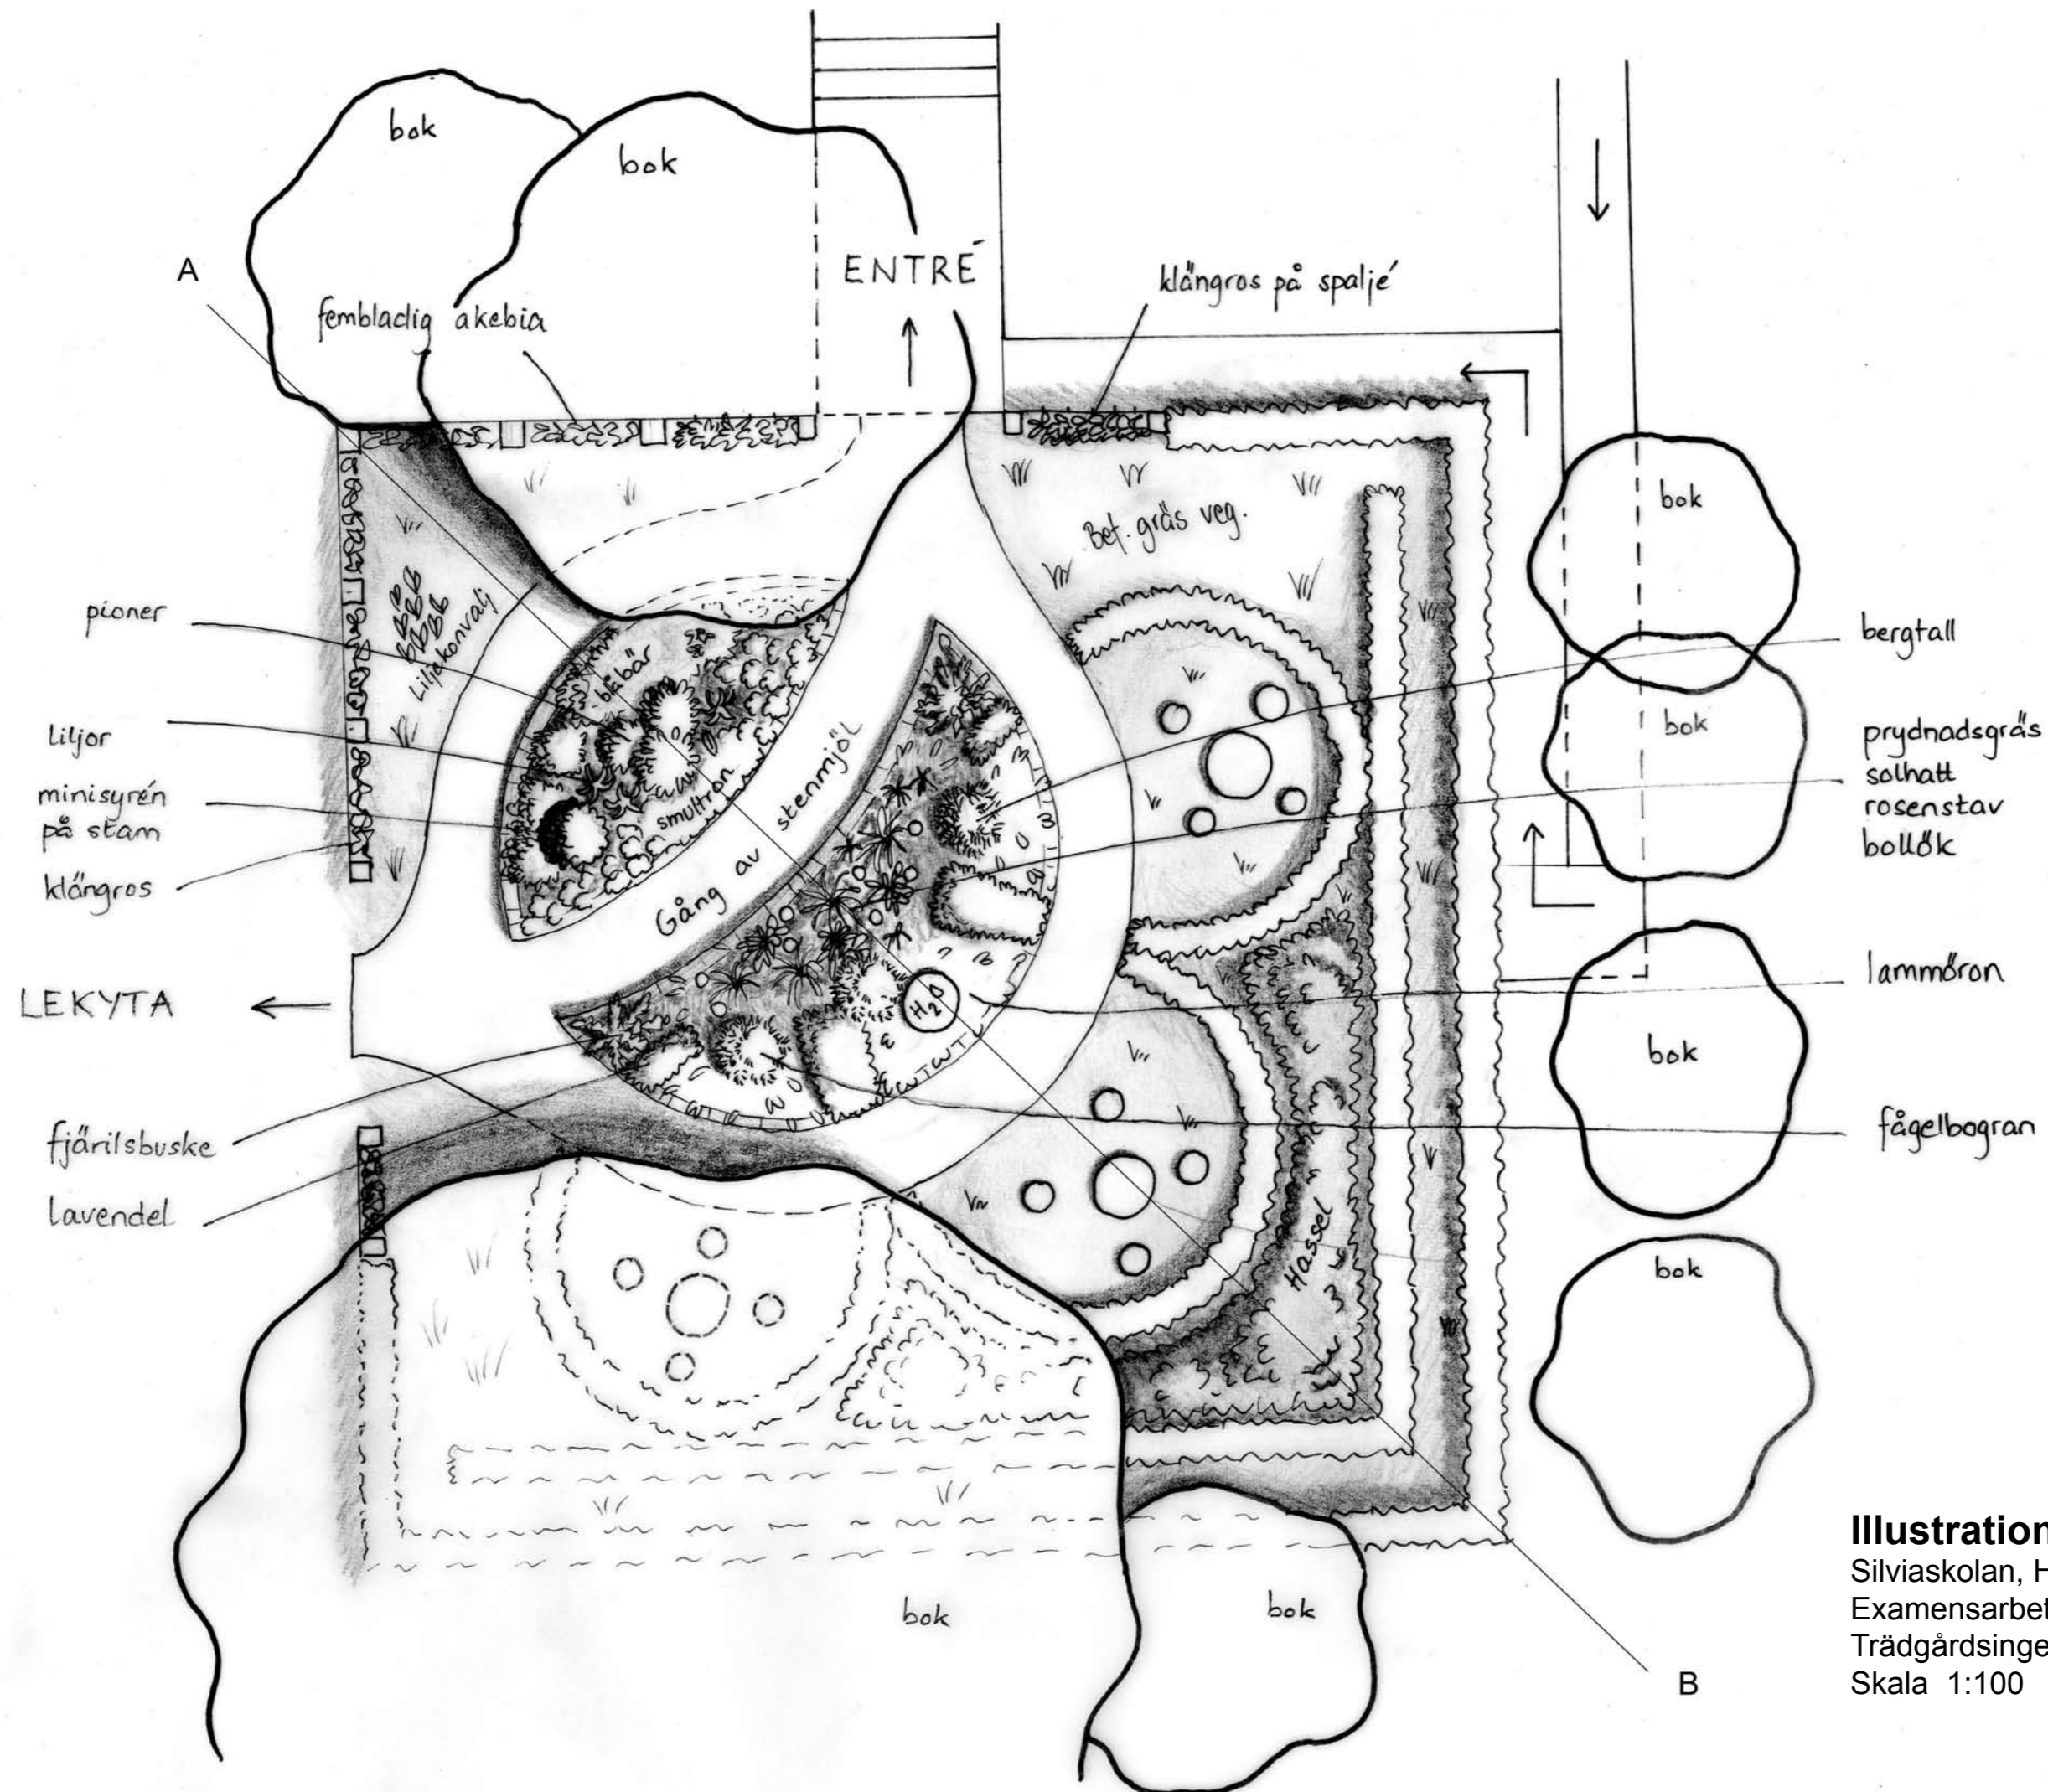 bok
bok
A
ENTRÉ
klängros på spaljé
fembladig akebia
bok
Bet. gräs veg.
Liljekonvalj
pioner
bergtall
blåbär
liljor
bok
prydnadsgräs
solhatt
rosenstav
bollök
minisyrén
på stam
smultron
Gång av stenmjöl
klängros
LEKYTA
H2O
lammöron
bok
fjärilsbuske
fågelbogran
lavendel
Hassel
bok
bok
bok
B
Illustration
Silviaskolan, H
Examensarbet
Trädgårdsinge
Skala 1:100